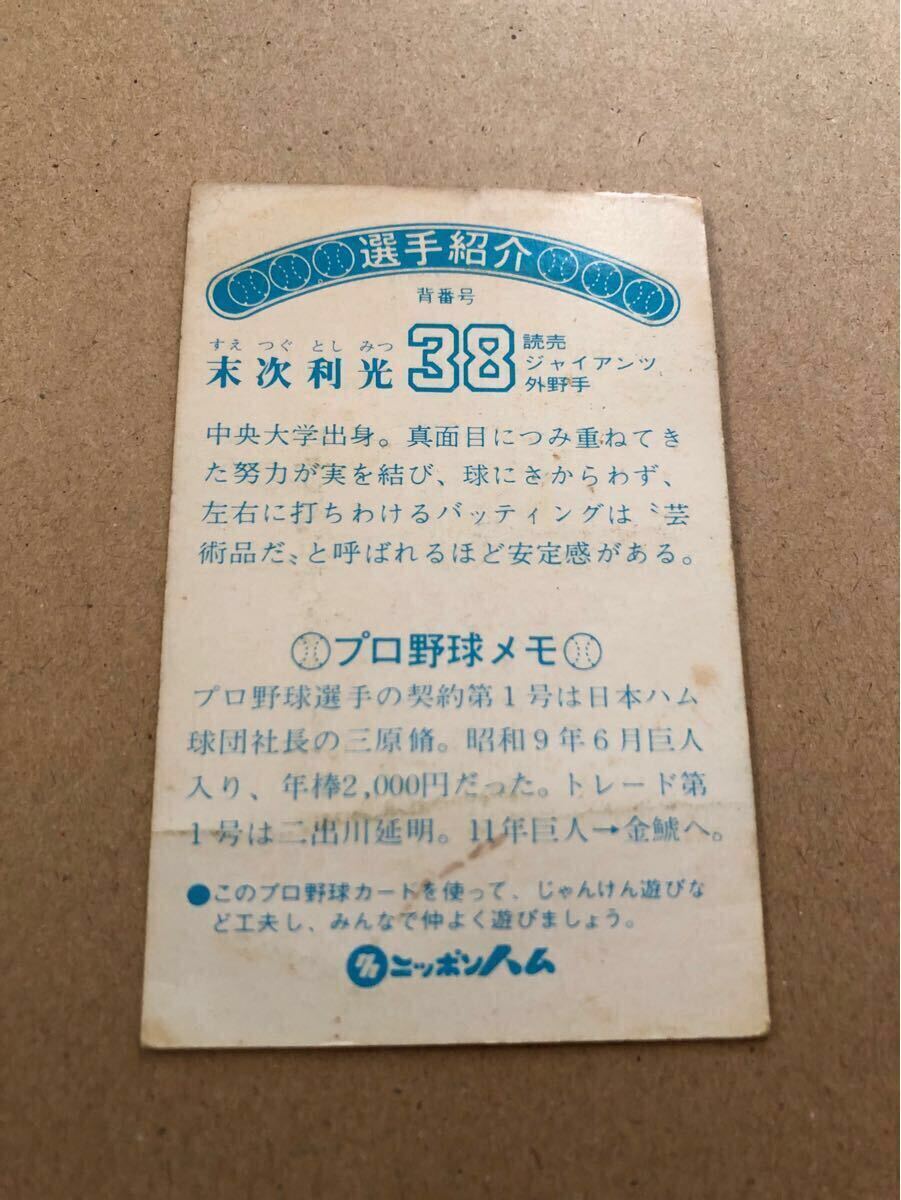 選手紹介
背番号
すえ つぐ とし みつ
末次利光
38
読売
ジャイアンツ
外野手
中央大学出身。真面目につみ重ねてき
た努力が実を結び、球にさからわず、
左右に打ちわけるバッティングは〝芸
術品だ〟と呼ばれるほど安定感がある。
プロ野球メモ
プロ野球選手の契約第1号は日本ハム
球団社長の三原脩。昭和9年6月巨人
入り、年棒2,000円だった。トレード第
1号は二出川延明。11年巨人→金鯱へ。
●このプロ野球カードを使って、じゃんけん遊びな
ど工夫し、みんなで仲よく遊びましょう。
ニッポンハム